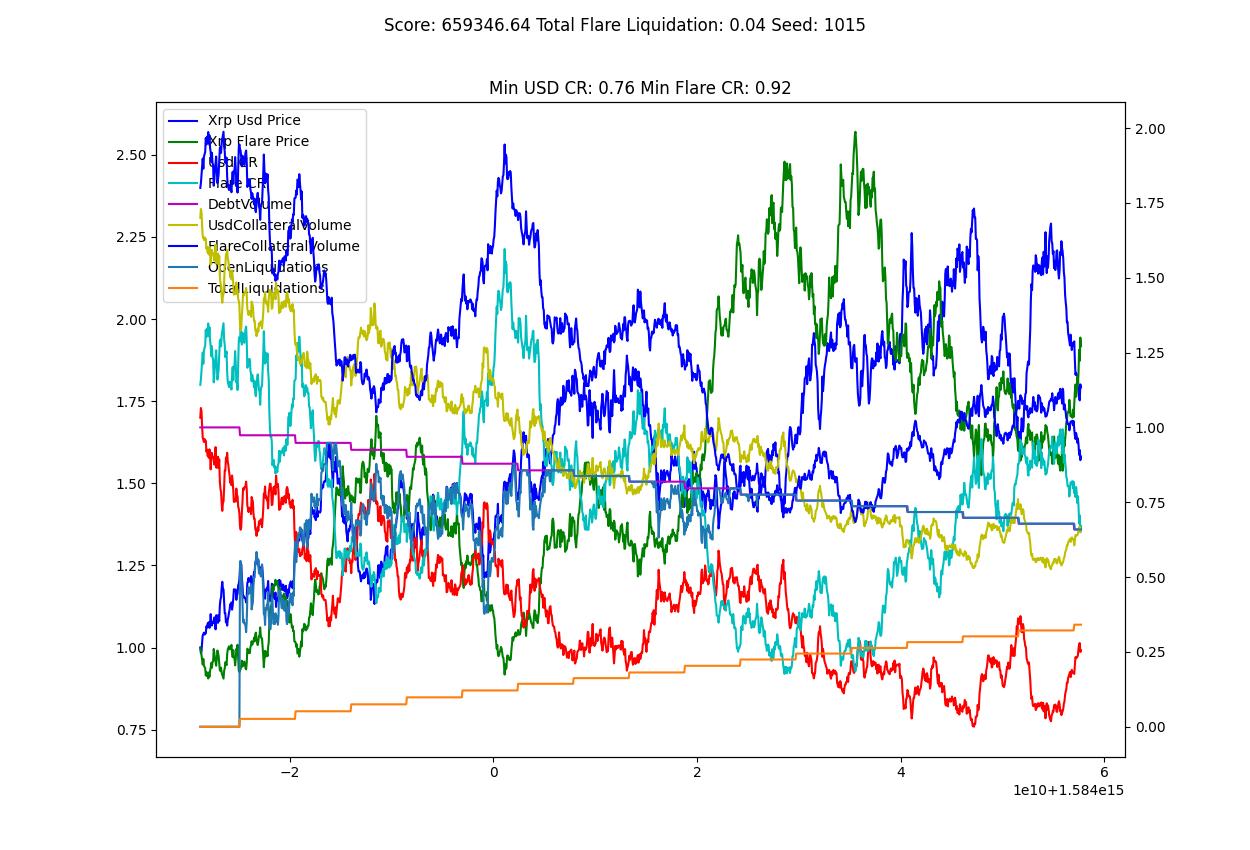 Score: 659346.64 Total Flare Liquidation: 0.04 Seed: 1015
Min USD CR: 0.76 Min Flare CR: 0.92
Xrp Usd Price
Xrp Flare Price
Usd CR
Flare CR
DebtVolume
UsdCollateralVolume
FlareCollateralVolume
OpenLiquidations
TotalLiquidations
2.50
2.25
2.00
1.75
1.50
1.25
1.00
0.75
2.00
1.75
1.50
1.25
1.00
0.75
0.50
0.25
0.00
−2 0 2 4 6
1e10+1.584e15